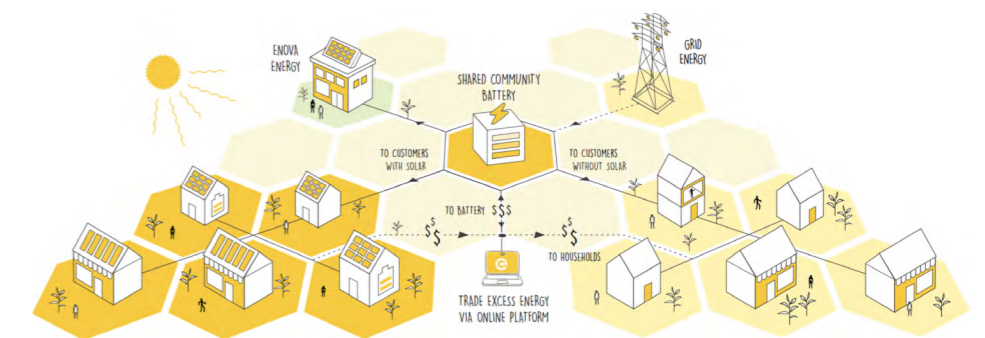 ENOVA
ENERGY
GRID
ENERGY
SHARED COMMUNITY
BATTERY
TO CUSTOMERS
WITH SOLAR
TO CUSTOMERS
WITHOUT SOLAR
TO BATTERY $$$
$$
$
$$
$
TO HOUSEHOLDS
TRADE EXCESS ENERGY
VIA ONLINE PLATFORM